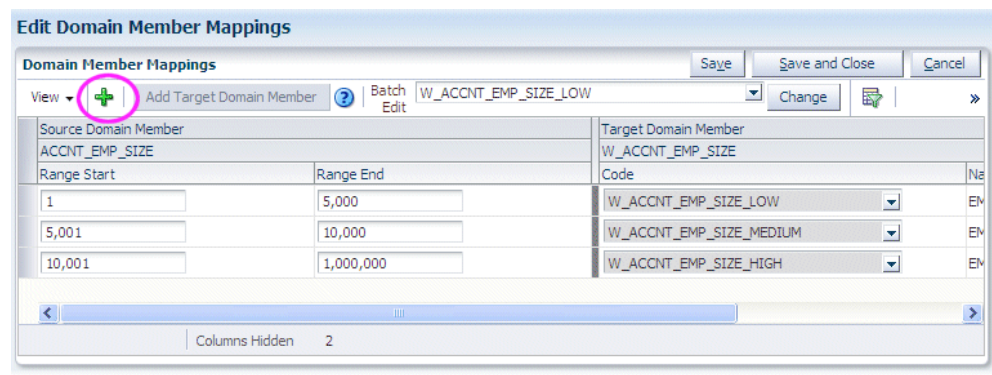 Edit Domain Member Mappings
Domain Member Mappings Save Save and Close Cancel
View Add Target Domain Member ? Batch Edit W_ACCNT_EMP_SIZE_LOW Change »
Source Domain Member Target Domain Member
ACCNT_EMP_SIZE W_ACCNT_EMP_SIZE
Range Start Range End Code Na
1 5,000 W_ACCNT_EMP_SIZE_LOW EM
5,001 10,000 W_ACCNT_EMP_SIZE_MEDIUM EM
10,001 1,000,000 W_ACCNT_EMP_SIZE_HIGH EM
Columns Hidden 2